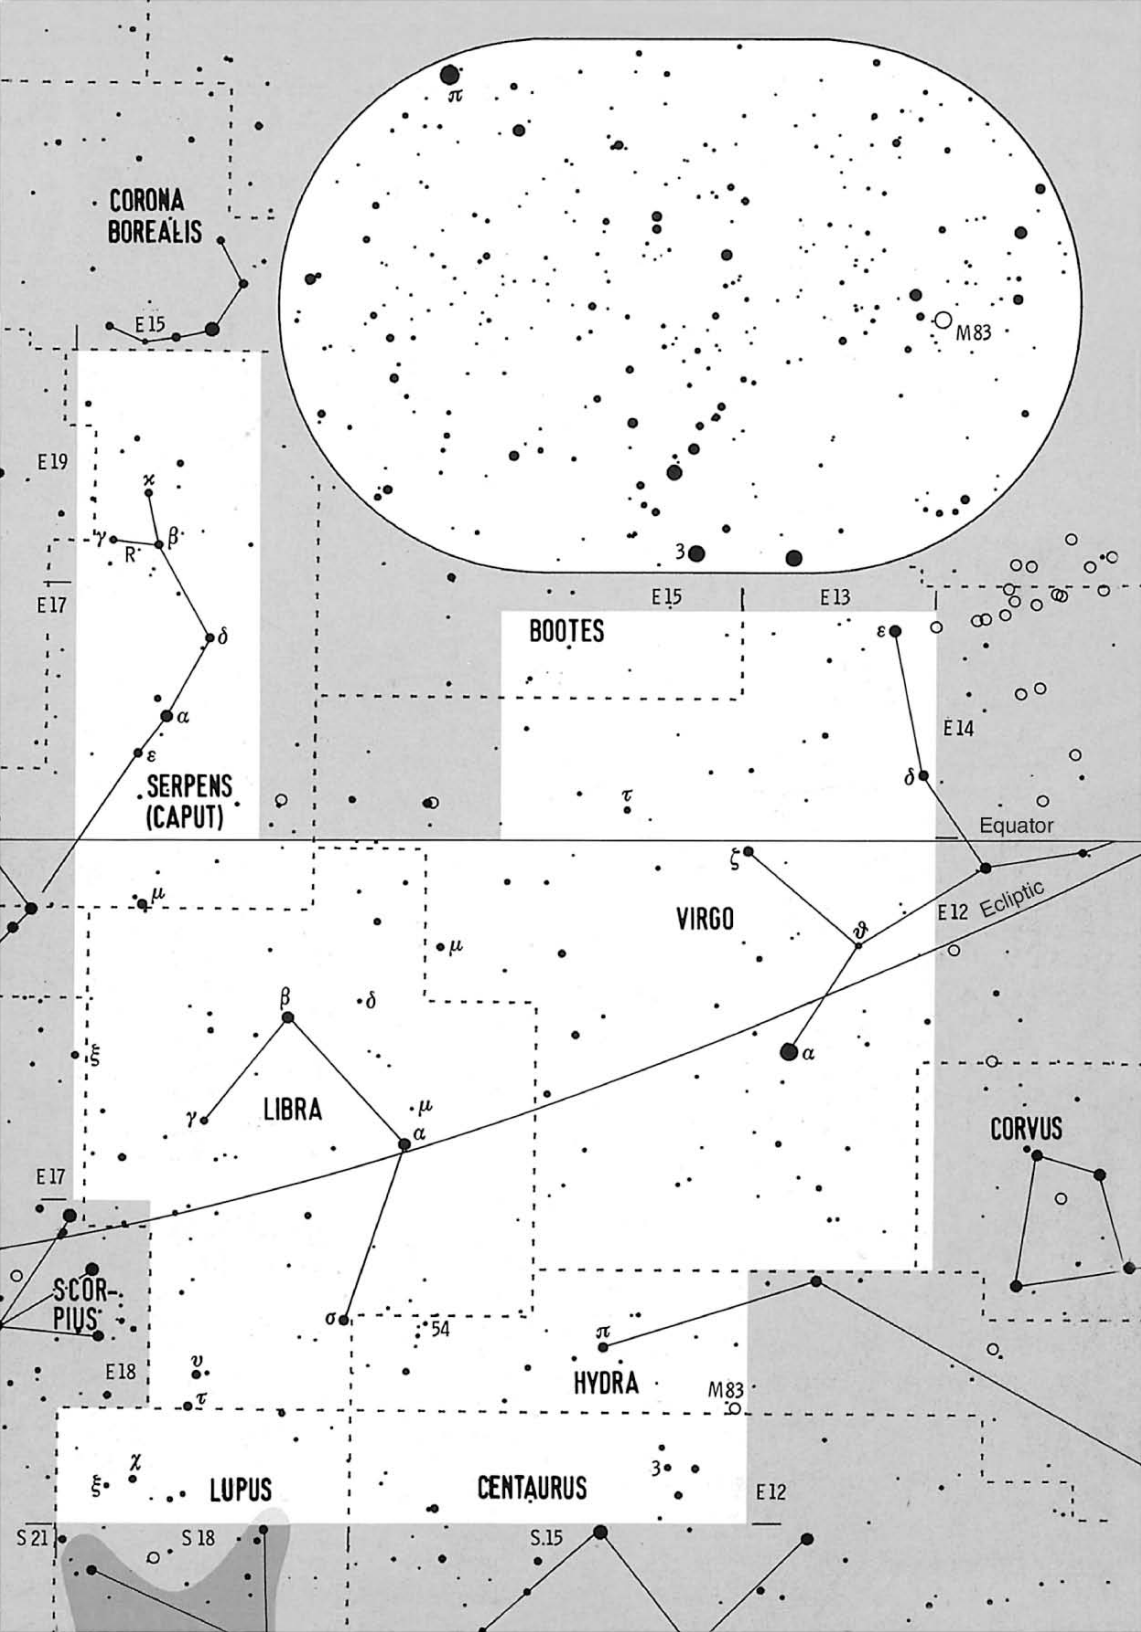 π
CORONA
BOREALIS
E15
M83
E19
ϰ
γ
β
R
3
E17
E15
E13
δ
BOOTES
ε
α
E14
ε
δ
SERPENS
(CAPUT)
τ
Equator
ζ
μ
VIRGO
E12
Ecliptic
ϑ
μ
β
δ
ξ
α
γ
LIBRA
μ
α
CORVUS
E17
SCOR-
PIUS
σ
54
π
E18
υ
HYDRA
M83
τ
χ
ξ
LUPUS
CENTAURUS
3
E12
S21
S18
S.15